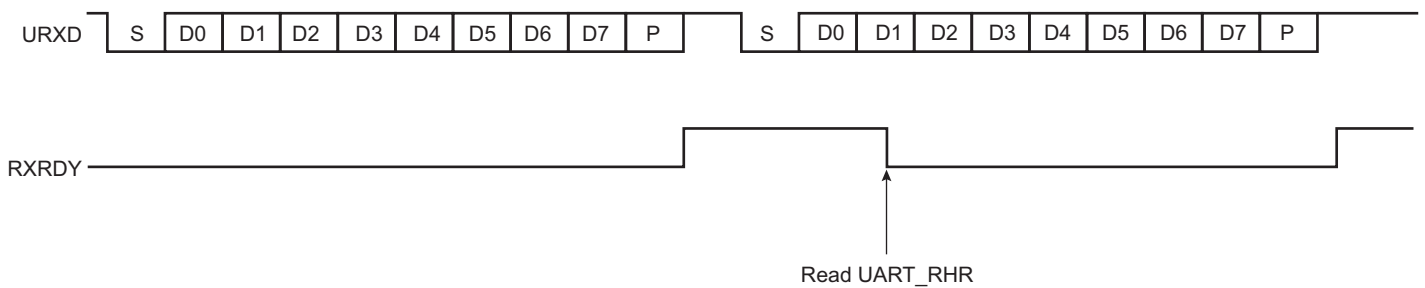 URXD S D0 D1 D2 D3 D4 D5 D6 D7 P S D0 D1 D2 D3 D4 D5 D6 D7 P
RXRDY
Read UART_RHR